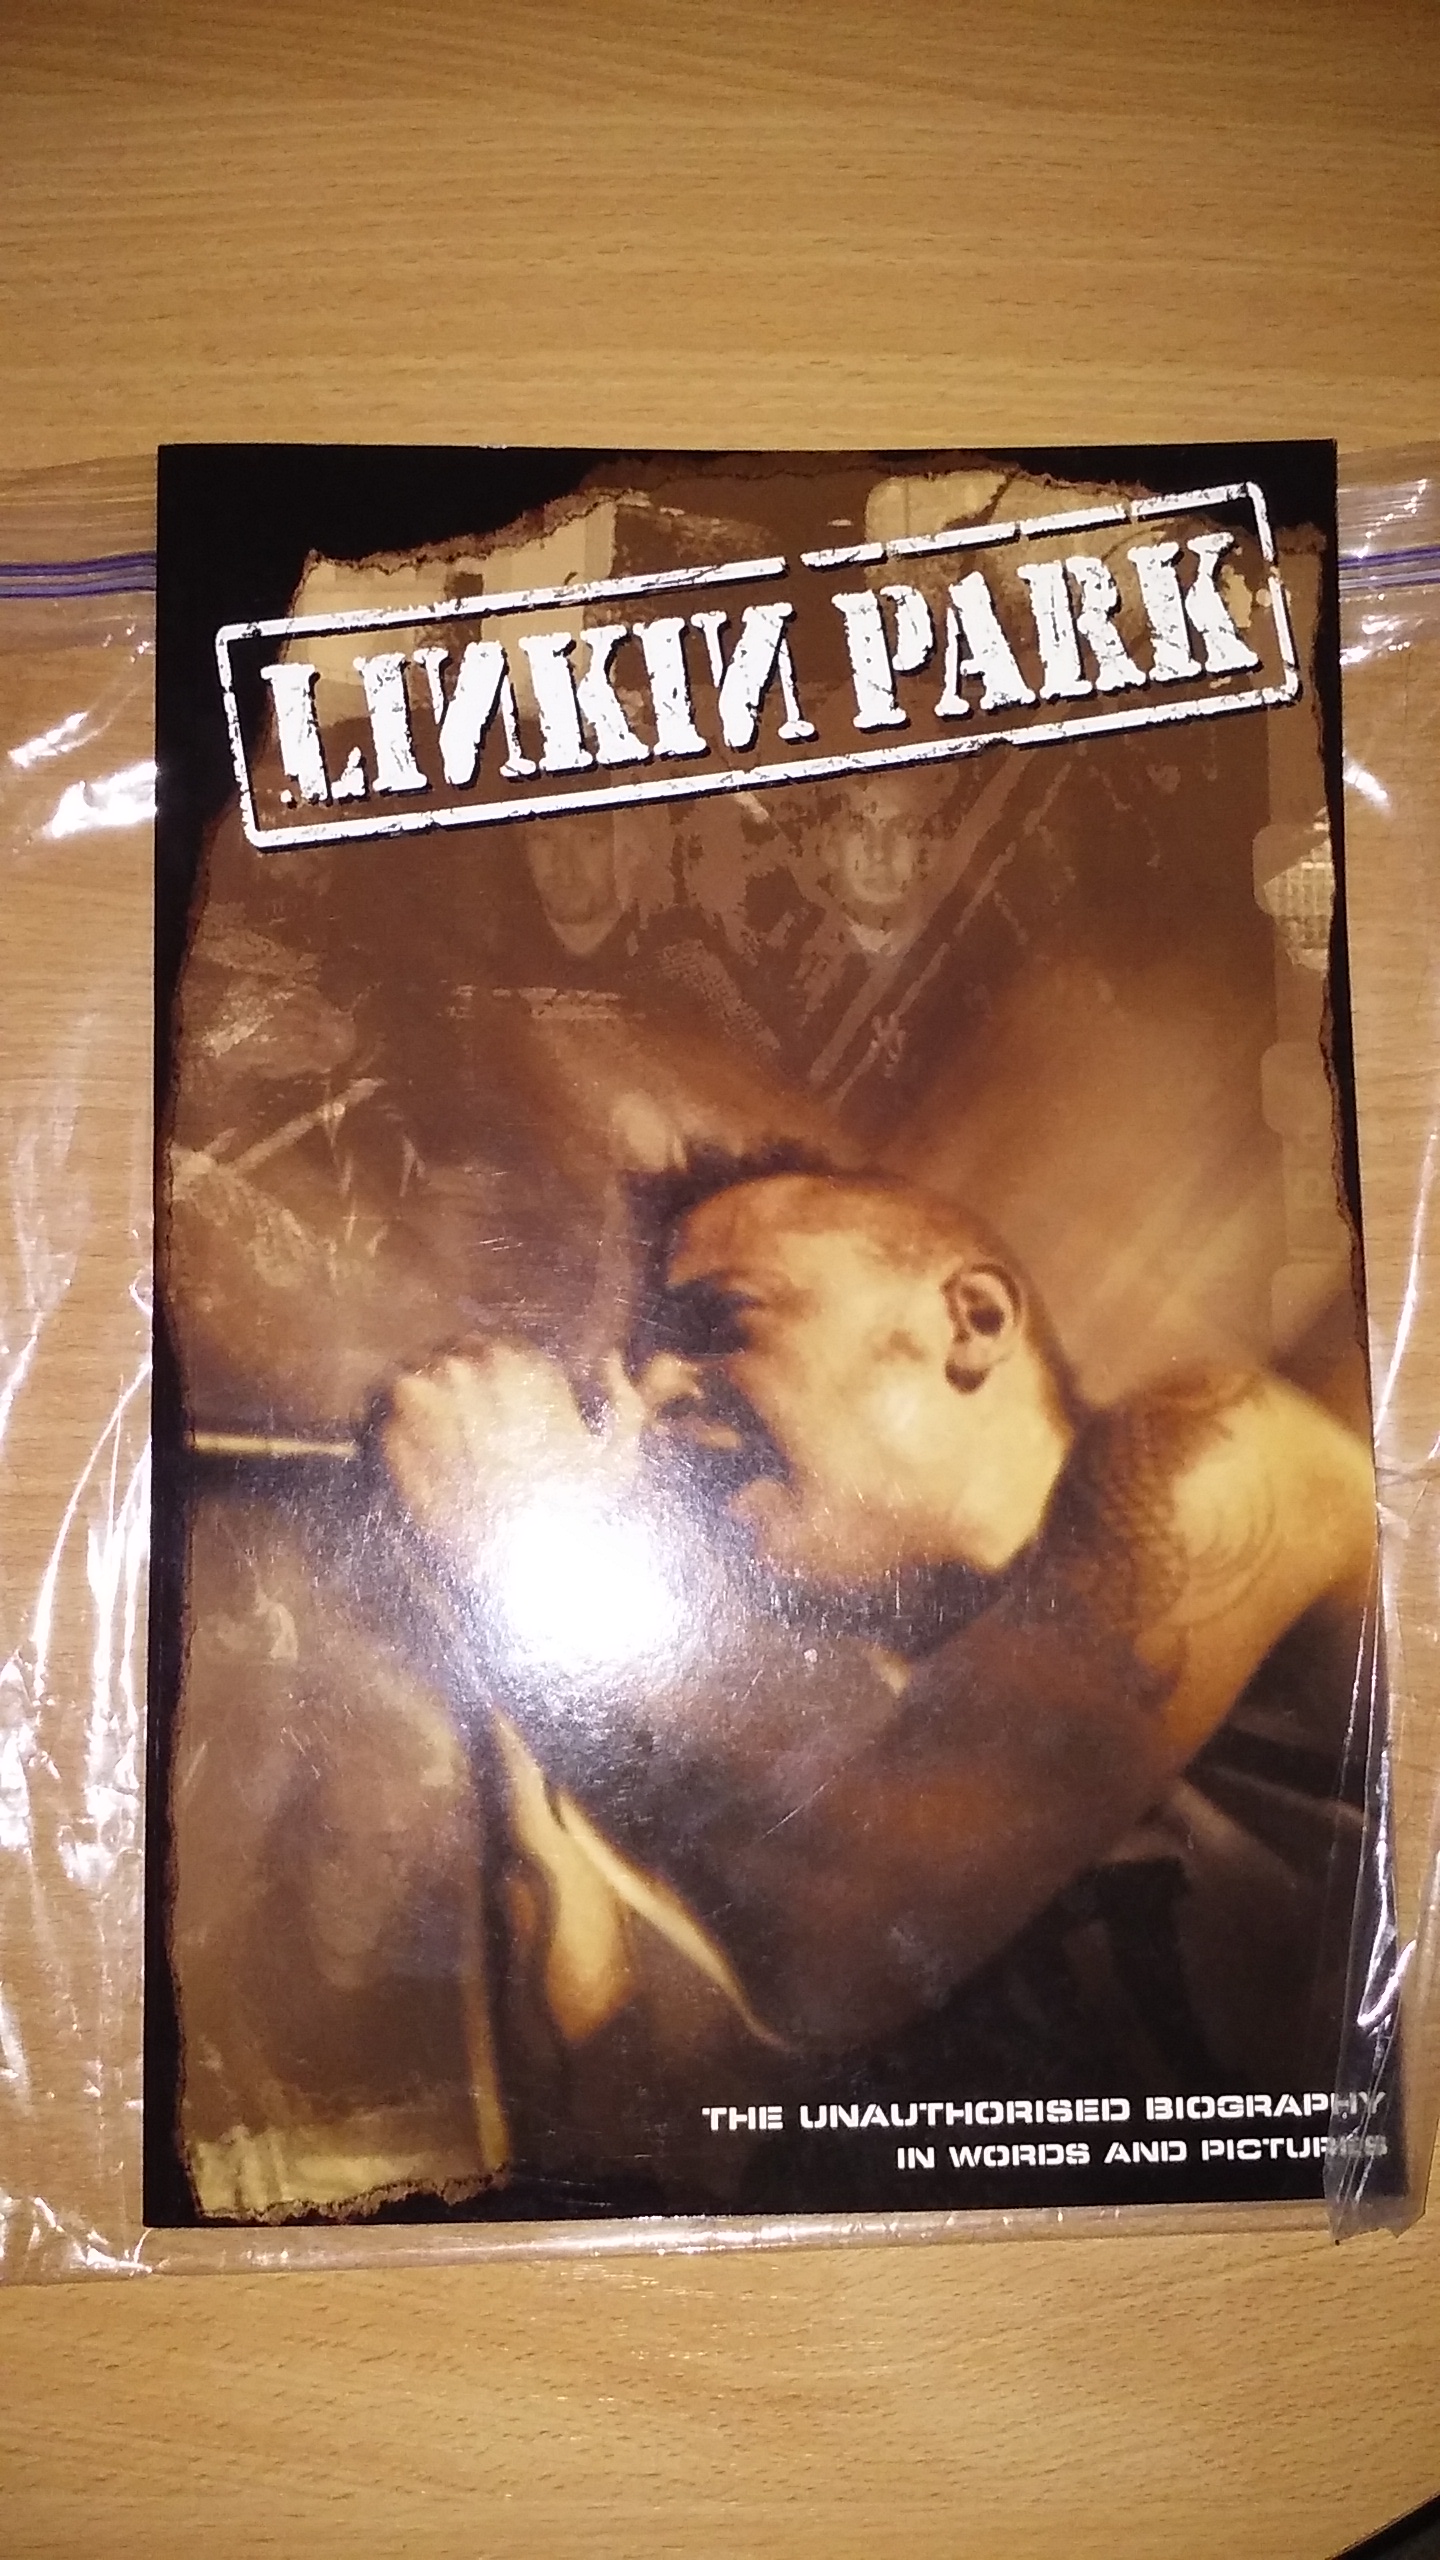 LINKIN PARK
THE UNAUTHORISED BIOGRAPHY
IN WORDS AND PICTURES